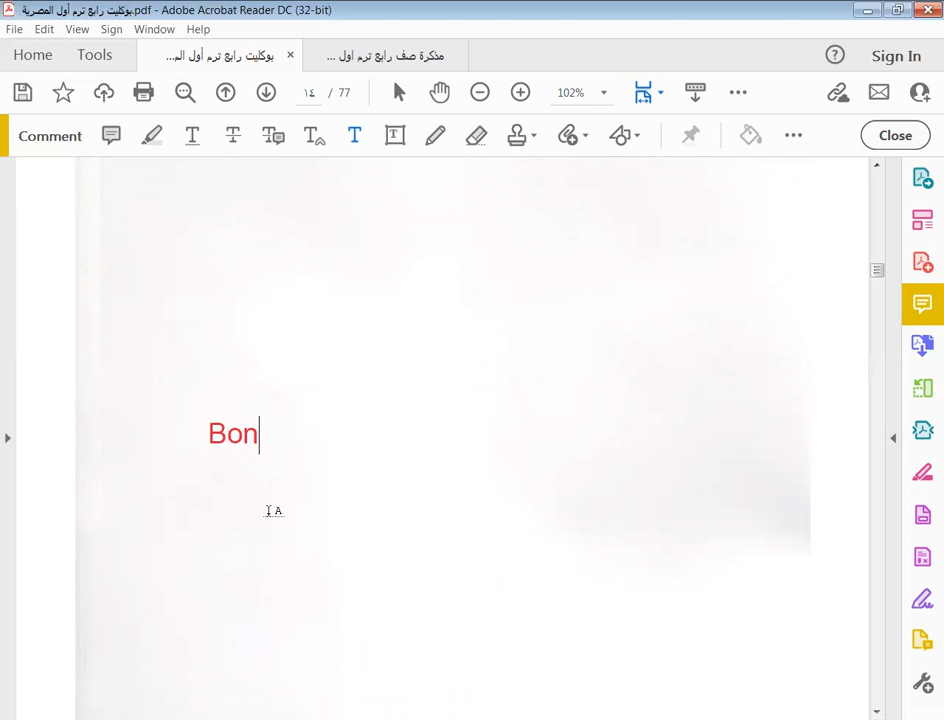 بوكليت رابع ترم أول المصرية.pdf - Adobe Acrobat Reader DC (32-bit)
File Edit View Sign Window Help
Home Tools بوكليت رابع ترم أول الم... مذكرة صف رابع ترم اول ... Sign In
١٤ / 77 102%
Comment Close
Bon
A